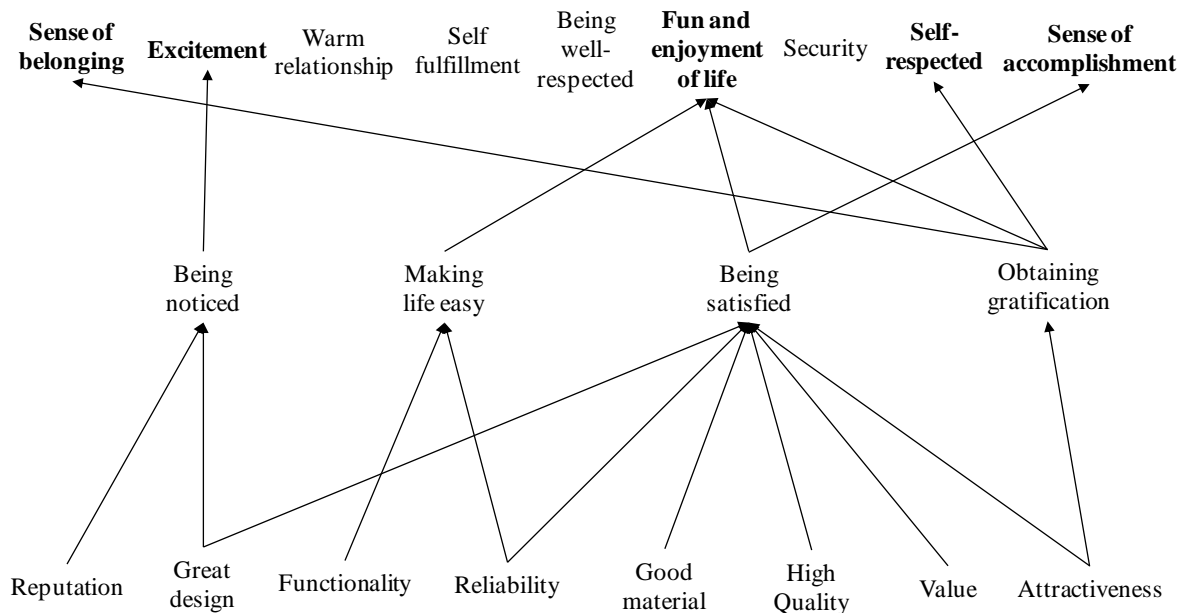 Sense of
belonging
Excitement
Warm
relationship
Self
fulfillment
Being
well-
respected
Fun and
enjoyment
of life
Security
Self-
respected
Sense of
accomplishment
Being
noticed
Making
life easy
Being
satisfied
Obtaining
gratification
Reputation
Great
design
Functionality
Reliability
Good
material
High
Quality
Value
Attractiveness